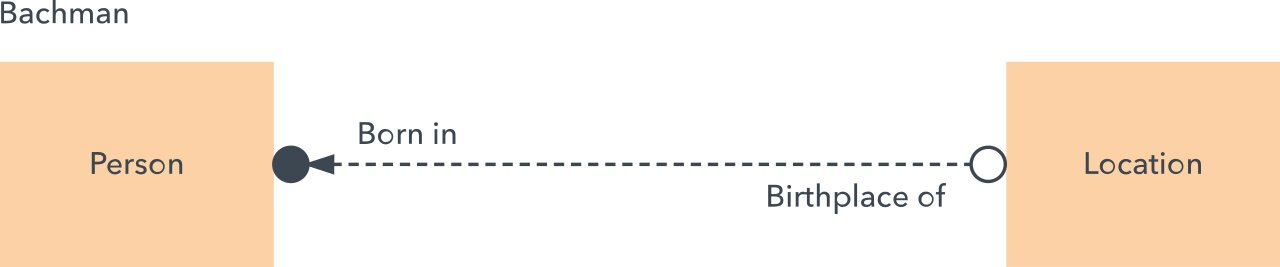 Bachman
Born in
Person
Location
Birthplace of